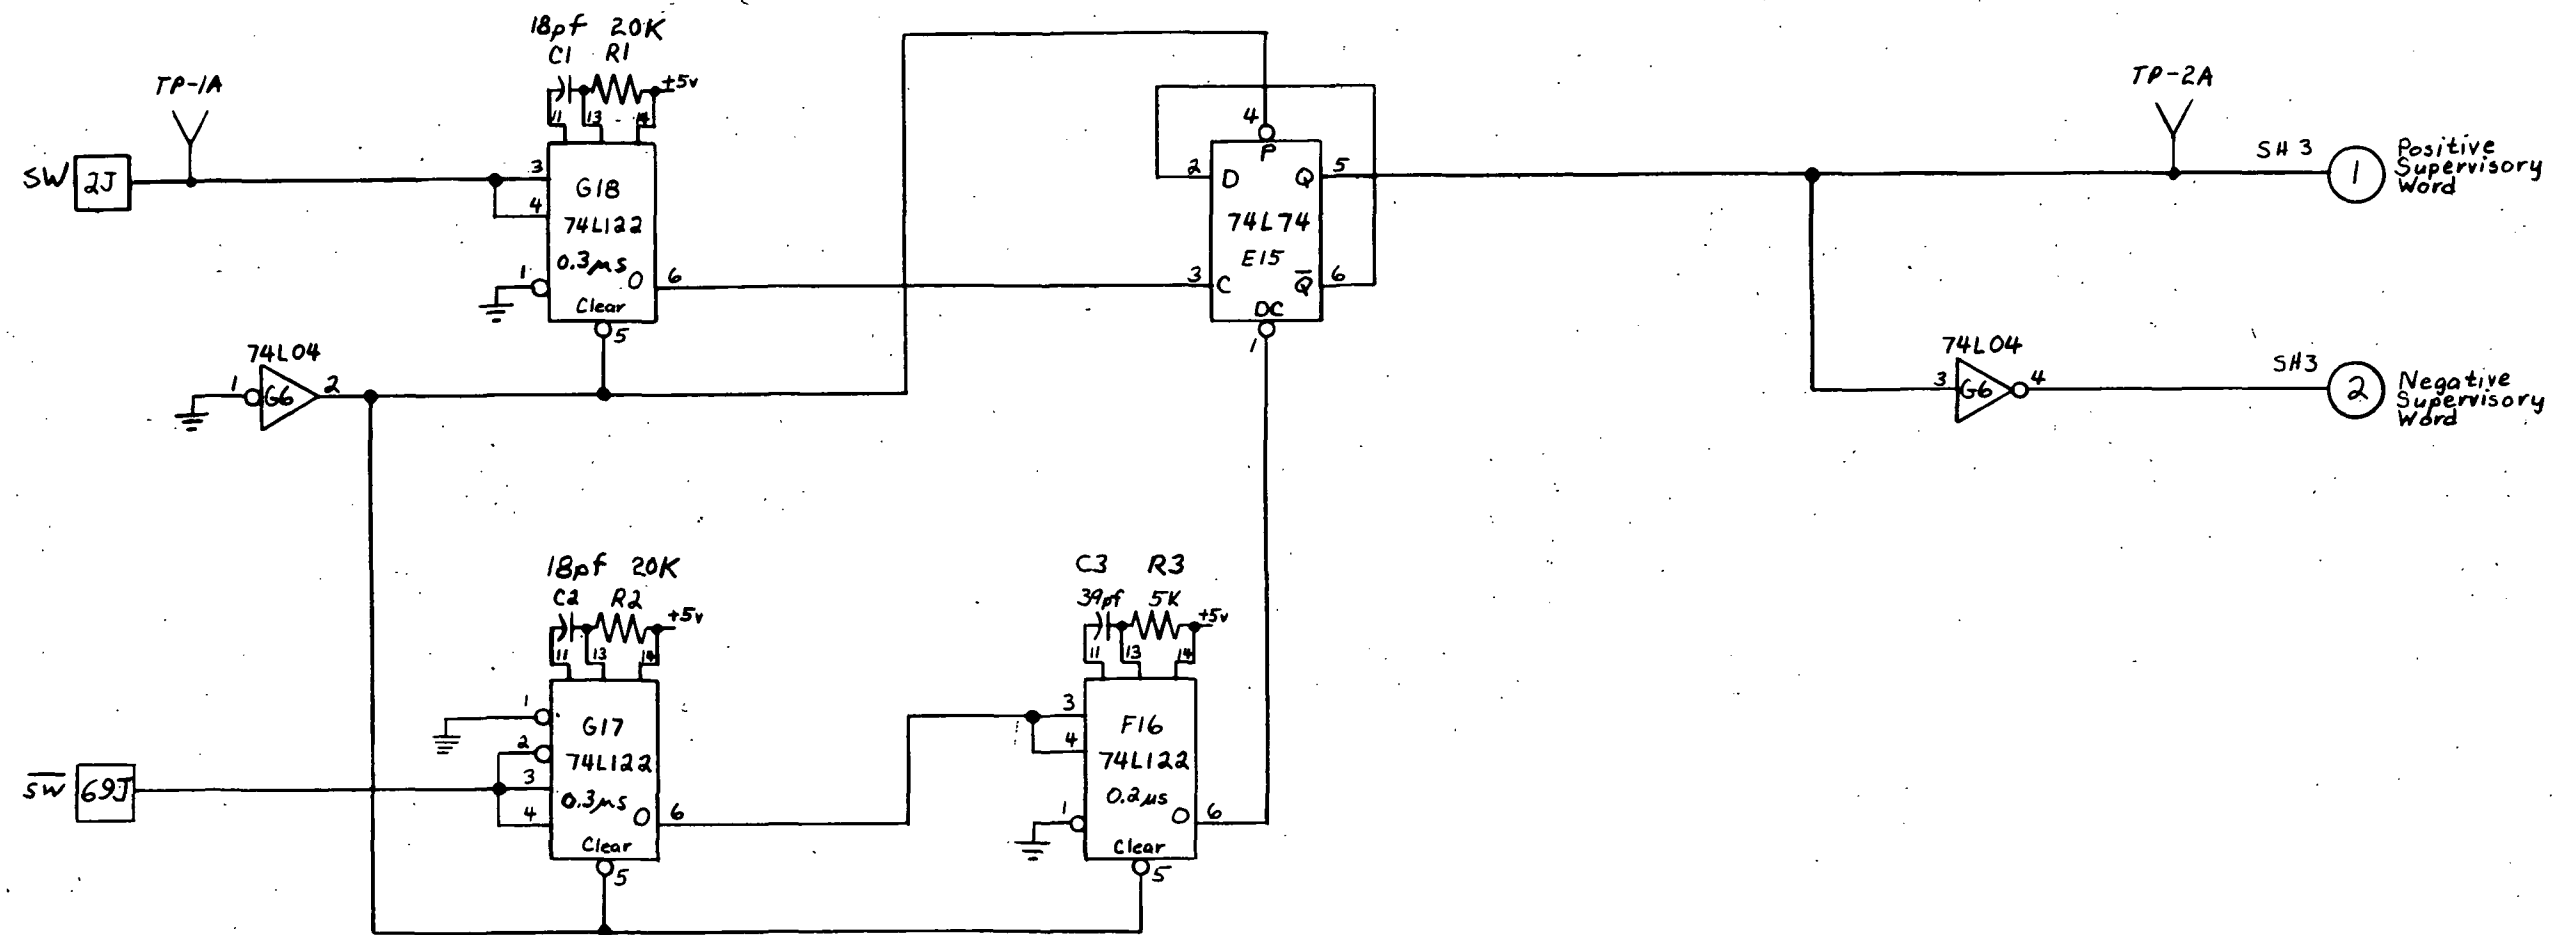 18pf 20K
C1 R1
+5v
11 13 14
TP-1A
SW 2J
3
4
G18
74L122
0.3μs
1
O 6
Clear
5
4
P
2 D Q 5
74L74
E15
3 C Q̅ 6
DC
1
TP-2A
SH 3
1
Positive
Supervisory
Word
74L04
1 G6 2
74L04
3 G6 4
SH3
2
Negative
Supervisory
Word
18pf 20K
C2 R2
+5v
11 13 14
1
2
3
4
G17
74L122
0.3μs
O 6
Clear
5
S̅W̅ 69J
C3 R3
39pf 5K
+5v
11 13 14
3
4
F16
74L122
0.2μs
1
O 6
Clear
5